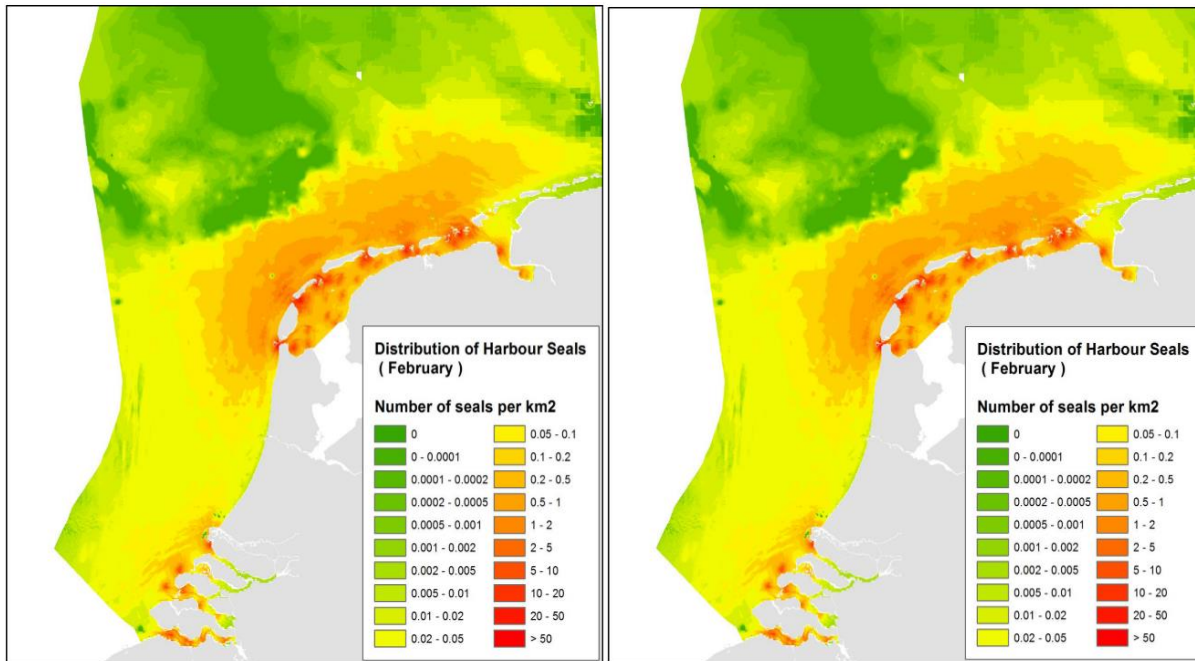 Distribution of Harbour Seals
( February )
Number of seals per km2
0
0 - 0.0001
0.0001 - 0.0002
0.0002 - 0.0005
0.0005 - 0.001
0.001 - 0.002
0.002 - 0.005
0.005 - 0.01
0.01 - 0.02
0.02 - 0.05
0.05 - 0.1
0.1 - 0.2
0.2 - 0.5
0.5 - 1
1 - 2
2 - 5
5 - 10
10 - 20
20 - 50
> 50
Distribution of Harbour Seals
( February )
Number of seals per km2
0
0 - 0.0001
0.0001 - 0.0002
0.0002 - 0.0005
0.0005 - 0.001
0.001 - 0.002
0.002 - 0.005
0.005 - 0.01
0.01 - 0.02
0.02 - 0.05
0.05 - 0.1
0.1 - 0.2
0.2 - 0.5
0.5 - 1
1 - 2
2 - 5
5 - 10
10 - 20
20 - 50
> 50